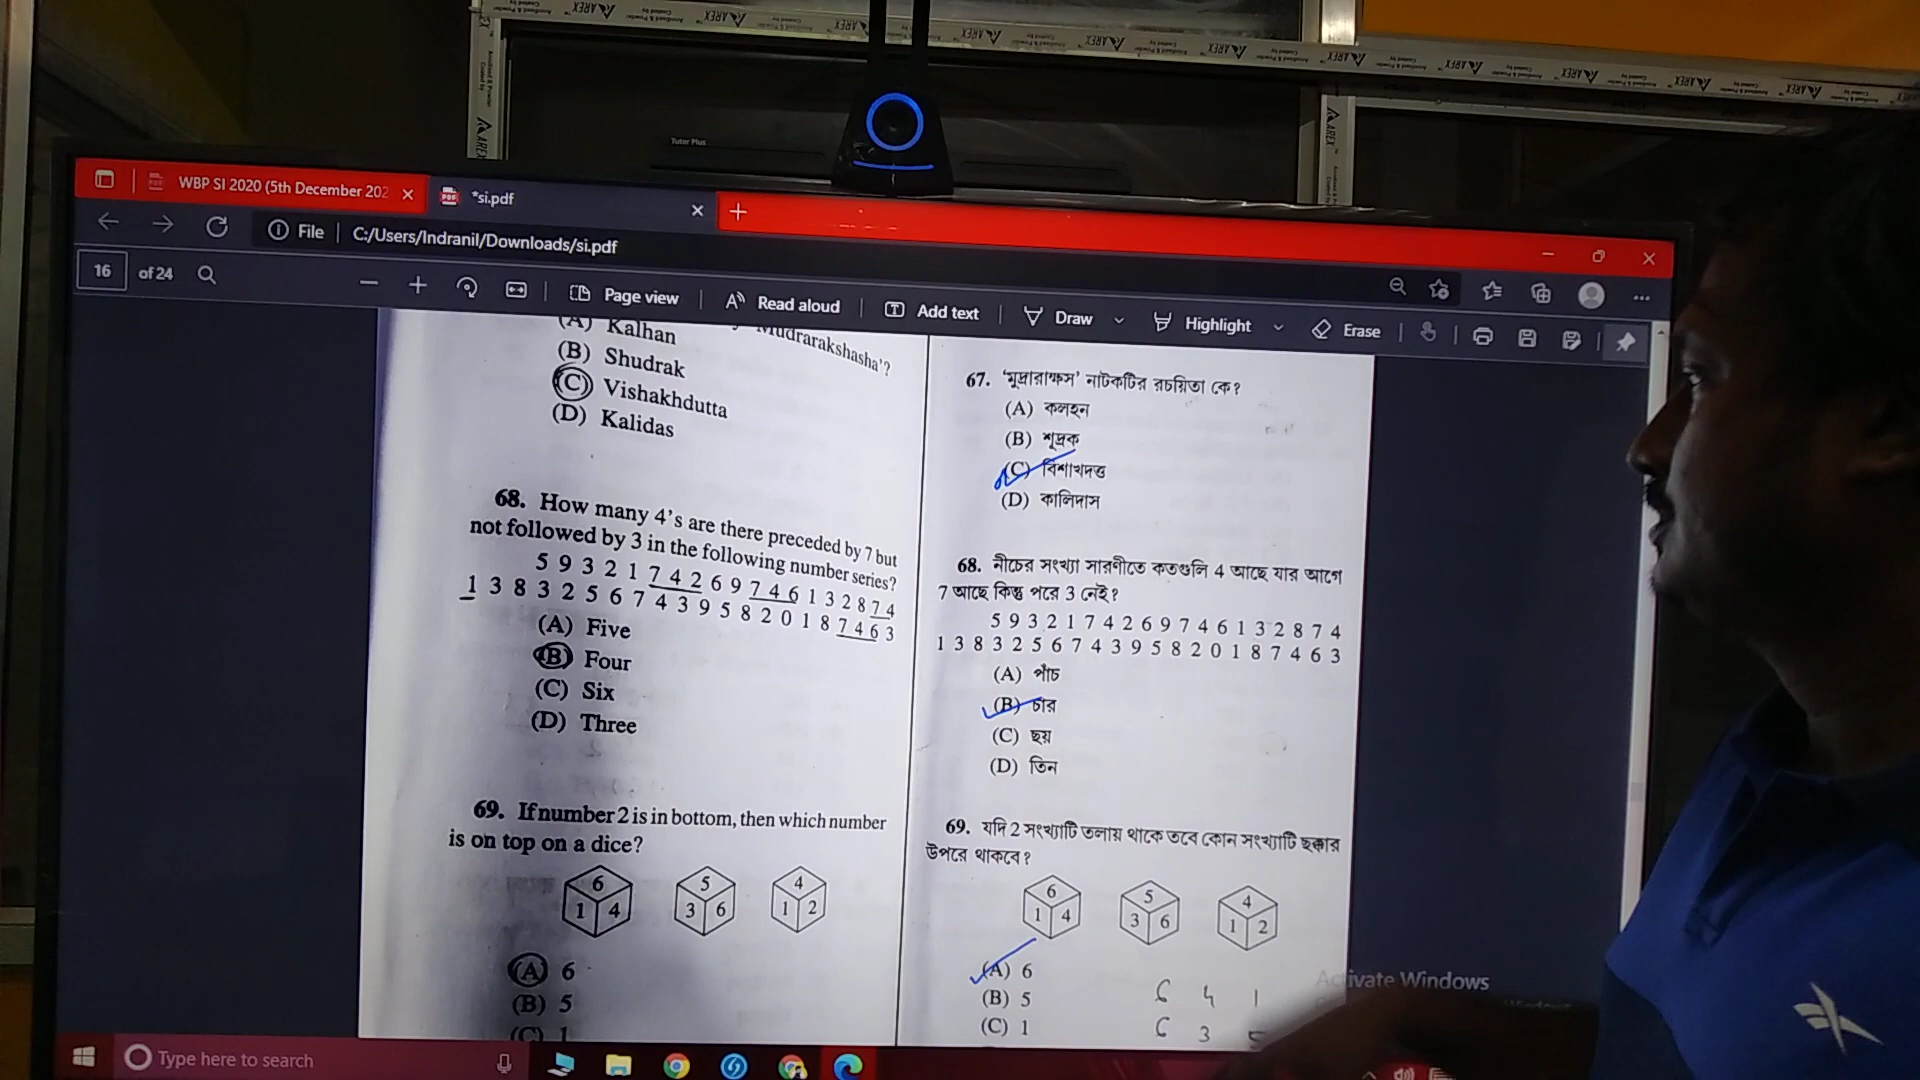 AREX
Tutor Plus
WBP SI 2020 (5th December 202
*si.pdf
File
C:/Users/Indranil/Downloads/si.pdf
16 of 24
Page view
Read aloud
Add text
Draw
Highlight
Erase
Mudrarakshasha'?
(A) Kalhan
(B) Shudrak
(C) Vishakhdutta
(D) Kalidas
68. How many 4's are there preceded by 7 but
not followed by 3 in the following number series?
5 9 3 2 1 7 4 2 6 9 7 4 6 1 3 2 8 7 4
1 3 8 3 2 5 6 7 4 3 9 5 8 2 0 1 8 7 4 6 3
(A) Five
(B) Four
(C) Six
(D) Three
69. If number 2 is in bottom, then which number
is on top on a dice?
6
1 4
5
3 6
4
1 2
(A) 6
(B) 5
(C) 1
67. 'মুদ্রারাক্ষস' নাটকটির রচয়িতা কে?
(A) কলহন
(B) শূদ্রক
(C) বিশাখদত্ত
(D) কালিদাস
68. নীচের সংখ্যা সারণীতে কতগুলি 4 আছে যার আগে
7 আছে কিন্তু পরে 3 নেই?
5 9 3 2 1 7 4 2 6 9 7 4 6 1 3 2 8 7 4
1 3 8 3 2 5 6 7 4 3 9 5 8 2 0 1 8 7 4 6 3
(A) পাঁচ
(B) চার
(C) ছয়
(D) তিন
69. যদি 2 সংখ্যাটি তলায় থাকে তবে কোন সংখ্যাটি ছক্কার
উপরে থাকবে?
6
1 4
5
3 6
4
1 2
(A) 6
(B) 5
(C) 1
6 4 1
6 3 5
Activate Windows
Type here to search